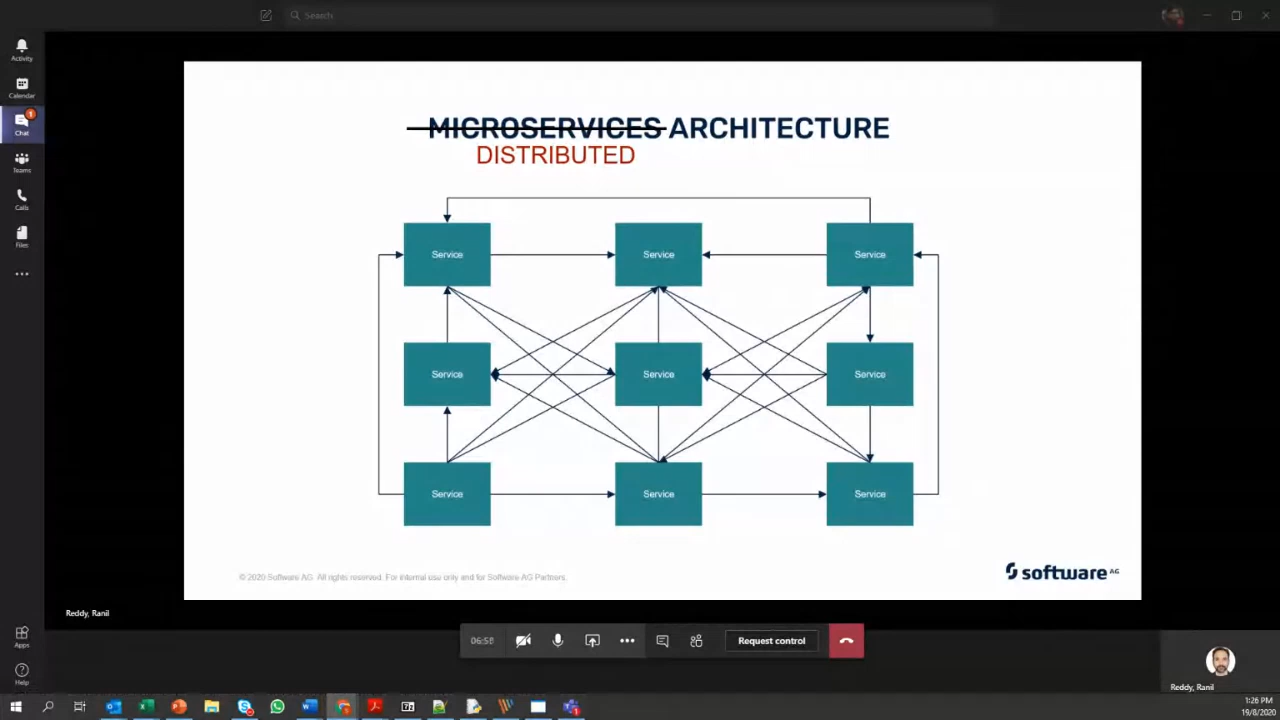 Search
Activity
Calendar
1
Chat
Teams
Calls
Files
MICROSERVICES ARCHITECTURE
DISTRIBUTED
Service Service Service
Service Service Service
Service Service Service
© 2020 Software AG. All rights reserved. For internal use only and for Software AG Partners.
software AG
Reddy, Ranil
Apps
Help
06:58
Request control
Reddy, Ranil
1:26 PM
19/8/2020